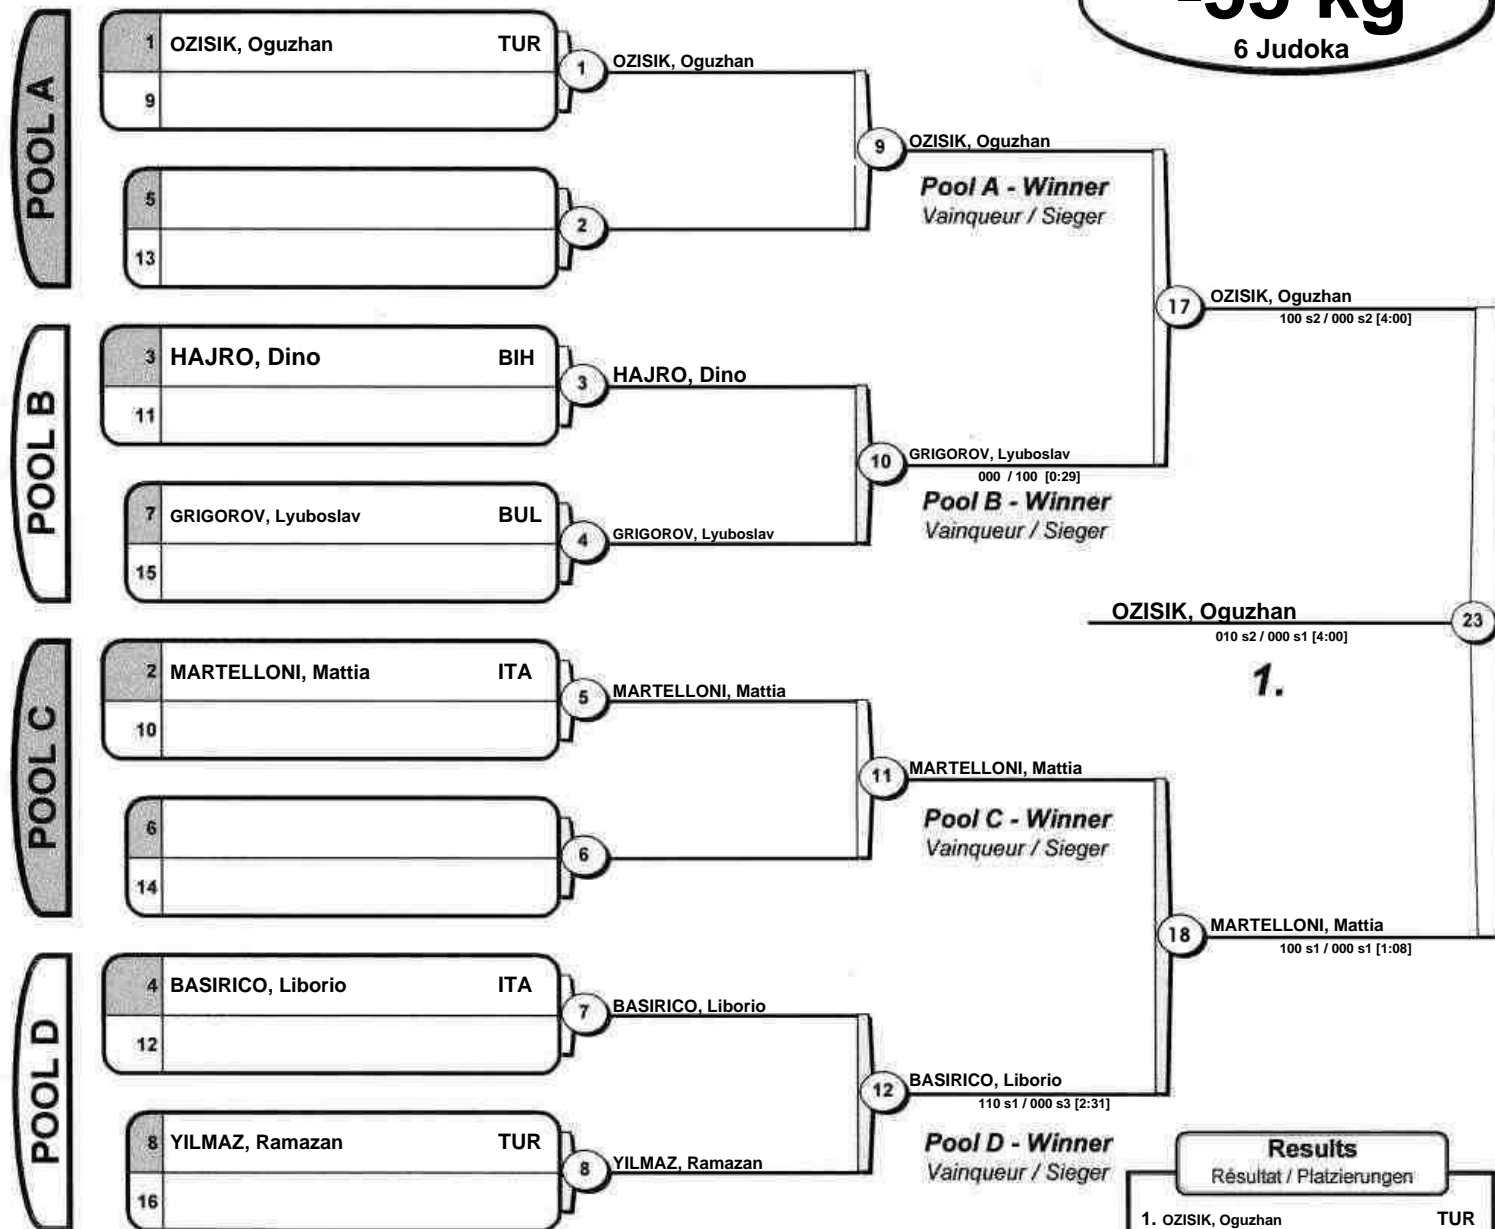 -55 kg
6 Judoka
POOL A
1 OZISIK, Oguzhan TUR
9
1 OZISIK, Oguzhan
5
13
2
9 OZISIK, Oguzhan
Pool A - Winner
Vainqueur / Sieger
17 OZISIK, Oguzhan
100 s2 / 000 s2 [4:00]
POOL B
3 HAJRO, Dino BIH
11
3 HAJRO, Dino
7 GRIGOROV, Lyuboslav BUL
15
4 GRIGOROV, Lyuboslav
10 GRIGOROV, Lyuboslav
000 / 100 [0:29]
Pool B - Winner
Vainqueur / Sieger
OZISIK, Oguzhan 23
010 s2 / 000 s1 [4:00]
1.
POOL C
2 MARTELLONI, Mattia ITA
10
5 MARTELLONI, Mattia
6
14
6
11 MARTELLONI, Mattia
Pool C - Winner
Vainqueur / Sieger
18 MARTELLONI, Mattia
100 s1 / 000 s1 [1:08]
POOL D
4 BASIRICO, Liborio ITA
12
7 BASIRICO, Liborio
8 YILMAZ, Ramazan TUR
16
8 YILMAZ, Ramazan
12 BASIRICO, Liborio
110 s1 / 000 s3 [2:31]
Pool D - Winner
Vainqueur / Sieger
Results
Résultat / Platzierungen
1. OZISIK, Oguzhan TUR